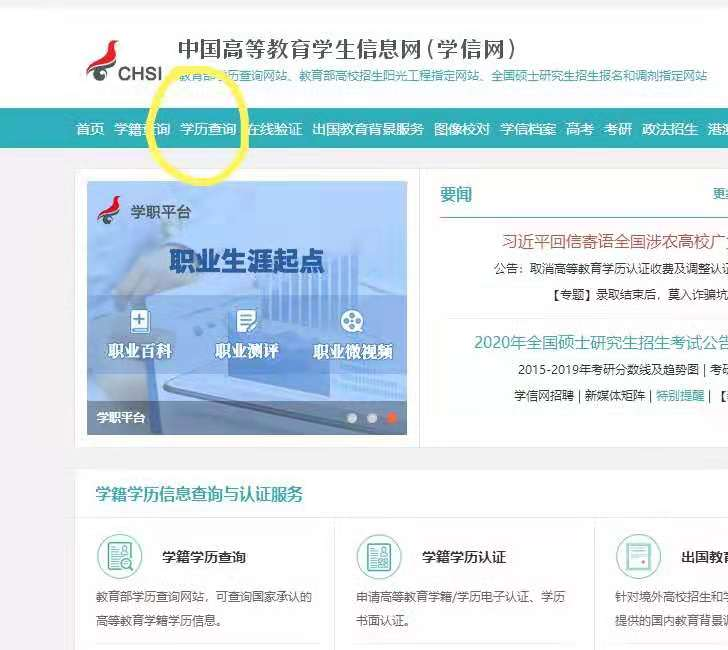 CHSI
中国高等教育学生信息网(学信网)
教育部学历查询网站、教育部高校招生阳光工程指定网站、全国硕士研究生招生报名和调剂指定网站
首页 学籍查询 学历查询 在线验证 出国教育背景服务 图像校对 学信档案 高考 考研 政法招生 港澳
学职平台
职业生涯起点
职业百科 职业测评 职业微视频
学职平台
要闻
习近平回信寄语全国涉农高校广
公告:取消高等教育学历认证收费及调整认证
【专题】录取结束后,莫入诈骗坑
2020年全国硕士研究生招生考试公告
2015-2019年考研分数线及趋势图 | 考研
学信网招聘 | 新媒体矩阵 | 特别提醒 | 【
学籍学历信息查询与认证服务
学籍学历查询
教育部学历查询网站,可查询国家承认的
高等教育学籍学历信息。
学籍学历认证
申请高等教育学籍/学历电子认证、学历
书面认证。
出国教育
针对境外高校招生和学
提供的国内教育背景